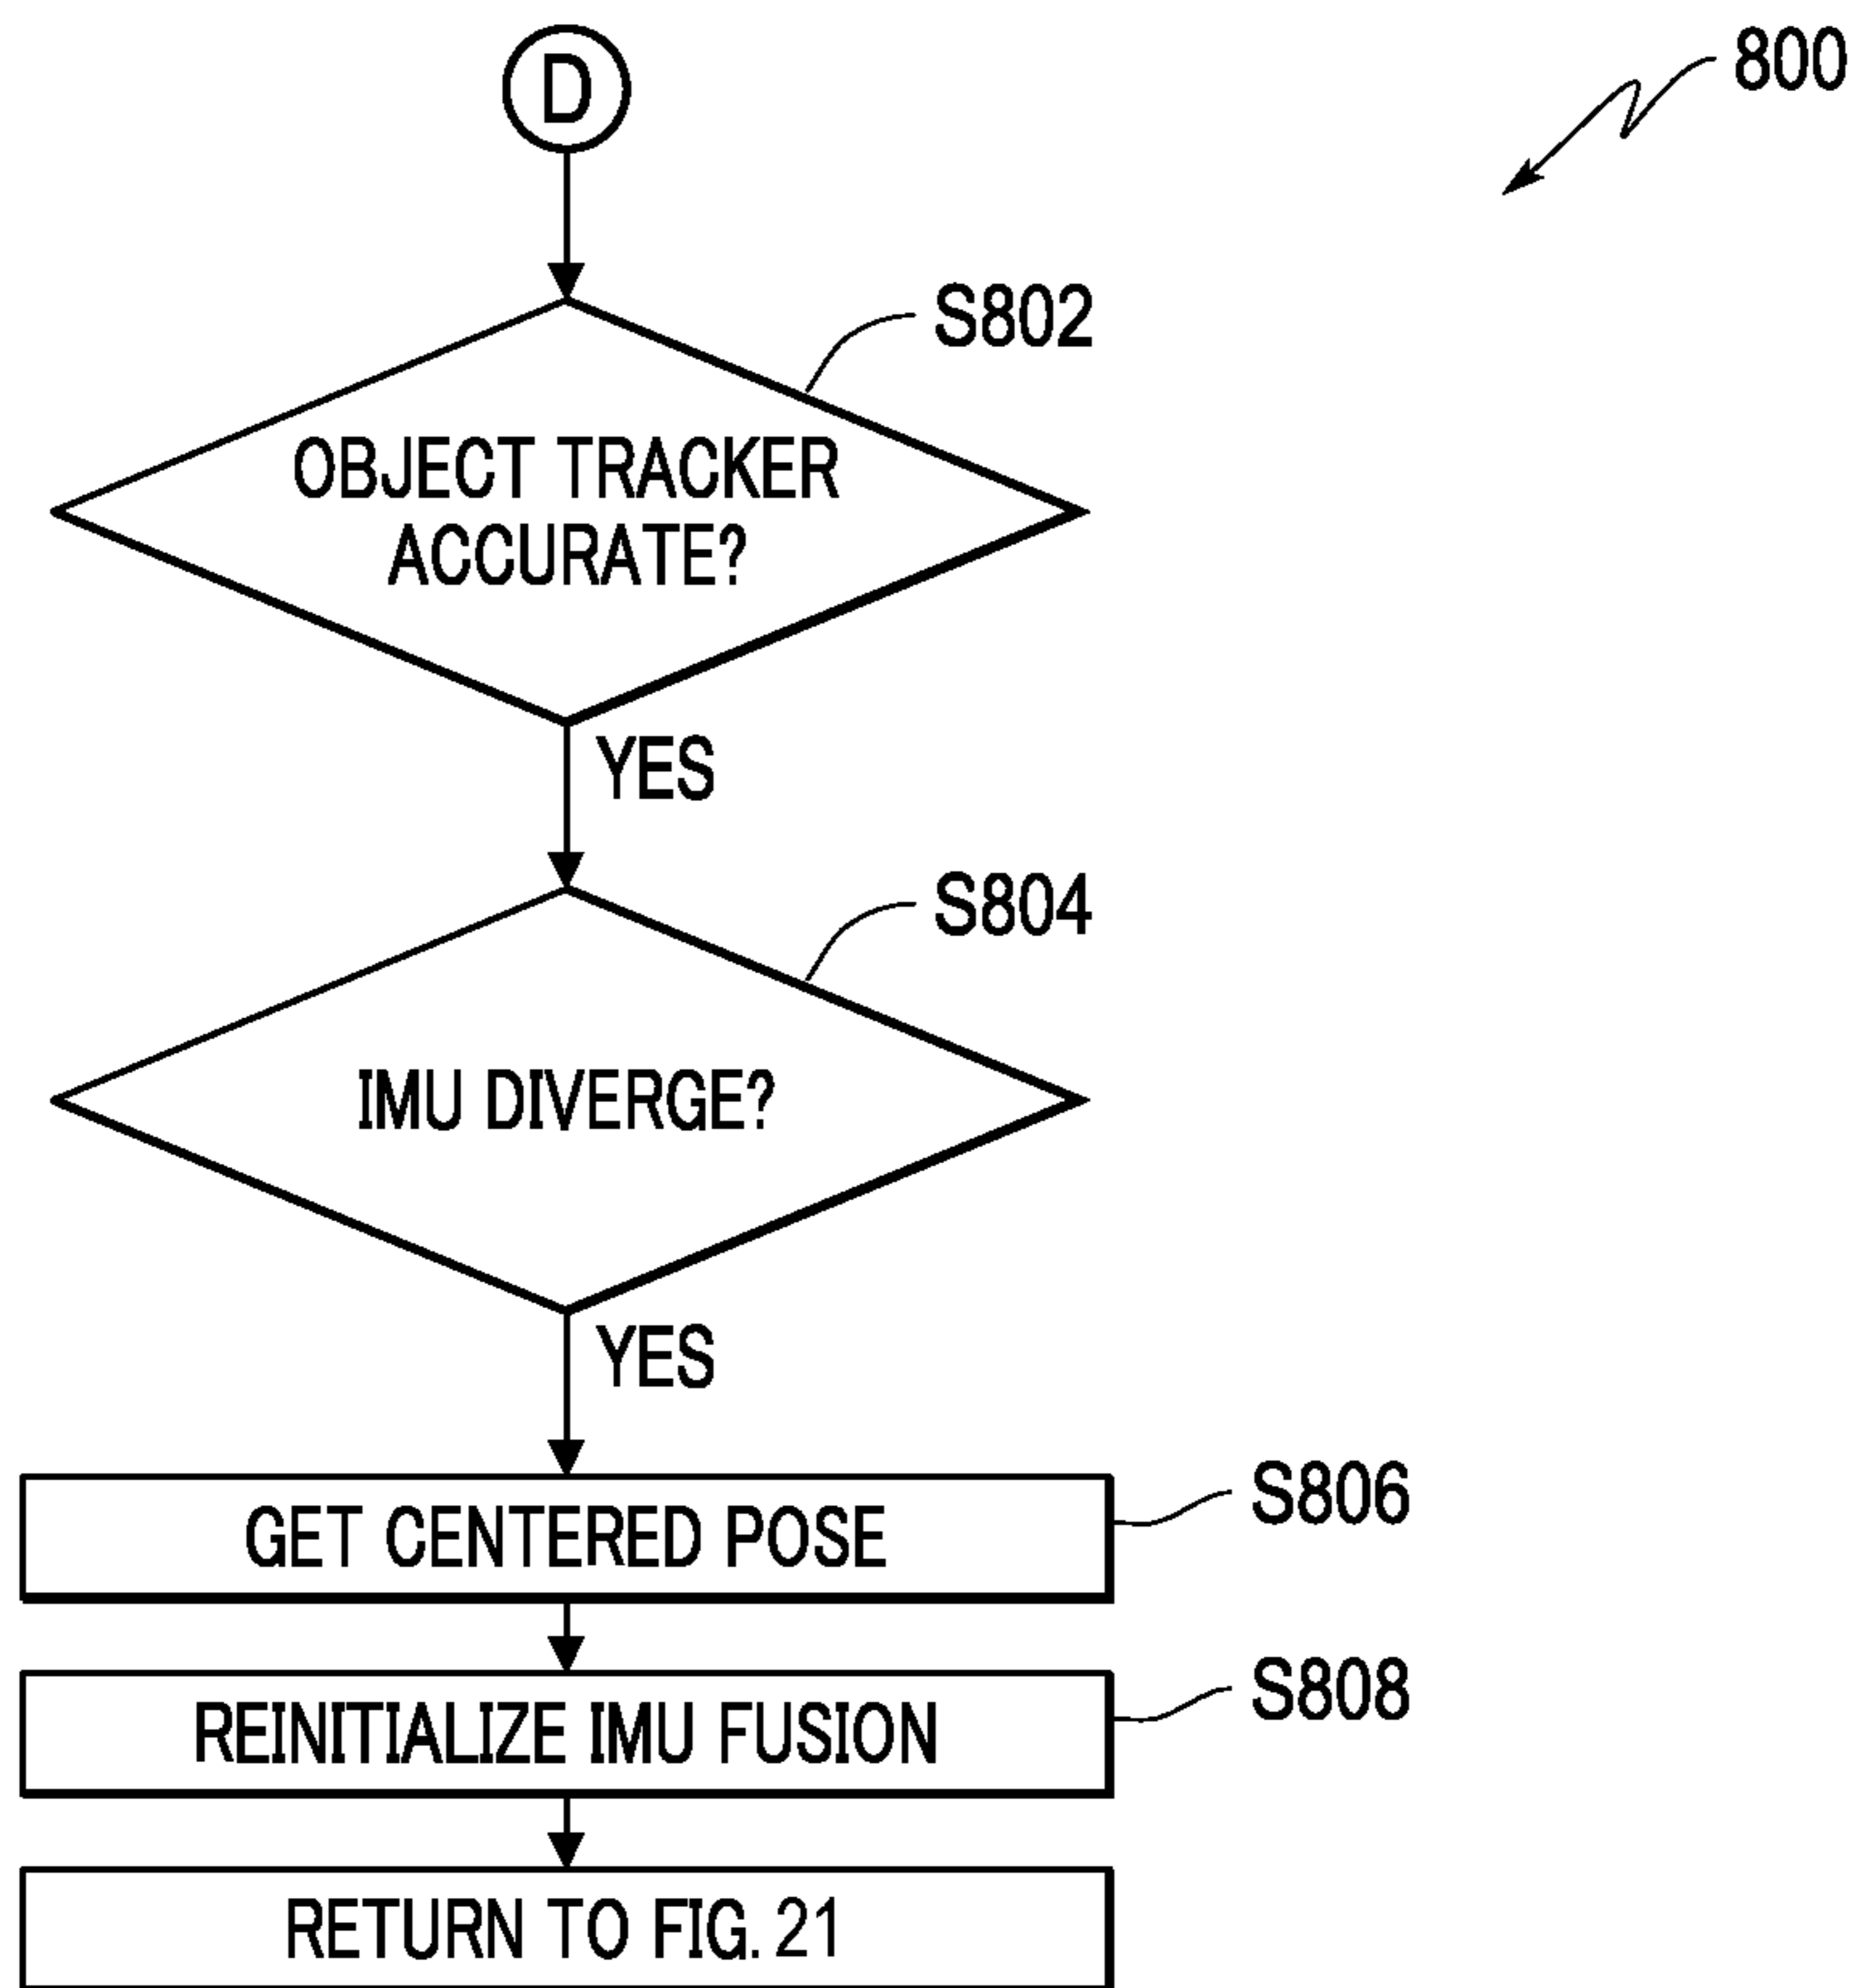 D
800
S802
OBJECT TRACKER
ACCURATE?
YES
S804
IMU DIVERGE?
YES
GET CENTERED POSE
S806
REINITIALIZE IMU FUSION
S808
RETURN TO FIG. 21